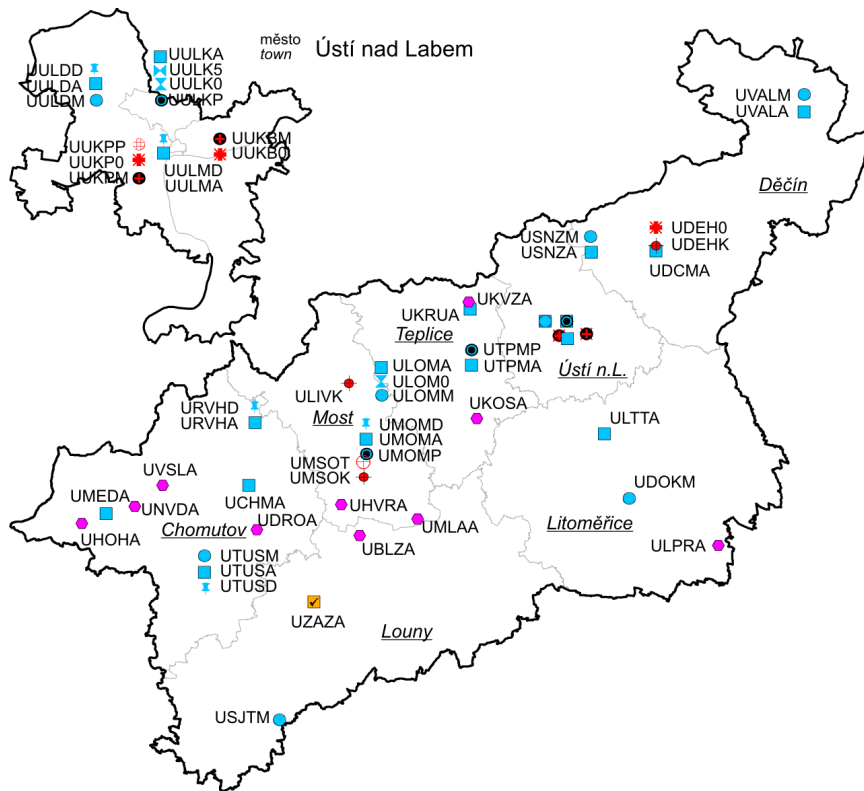 město
town
Ústí nad Labem
UULDD
UULDA
UULDM
UULKA
UULK5
UULK0
UULKP
UUKPP
UUKP0
UUKPM
UULMD
UULMA
UUKBM
UUKB0
UVALM
UVALA
Děčín
UDEH0
UDEHK
UDCMA
USNZM
USNZA
UKVZA
UKRUA
Teplice
UTPMP
UTPMA
Ústí n.L.
ULOMA
ULOM0
ULOMM
ULIVK
Most
URVHD
URVHA
UMOMD
UMOMA
UMOMP
UMSOT
UMSOK
UKOSA
ULTTA
UDOKM
Litoměřice
ULPRA
UVSLA
UMEDA
UNVDA
UHOHA
UCHMA
Chomutov
UDROA
UHVRA
UMLAA
UBLZA
UTUSM
UTUSA
UTUSD
UZAZA
Louny
USJTM